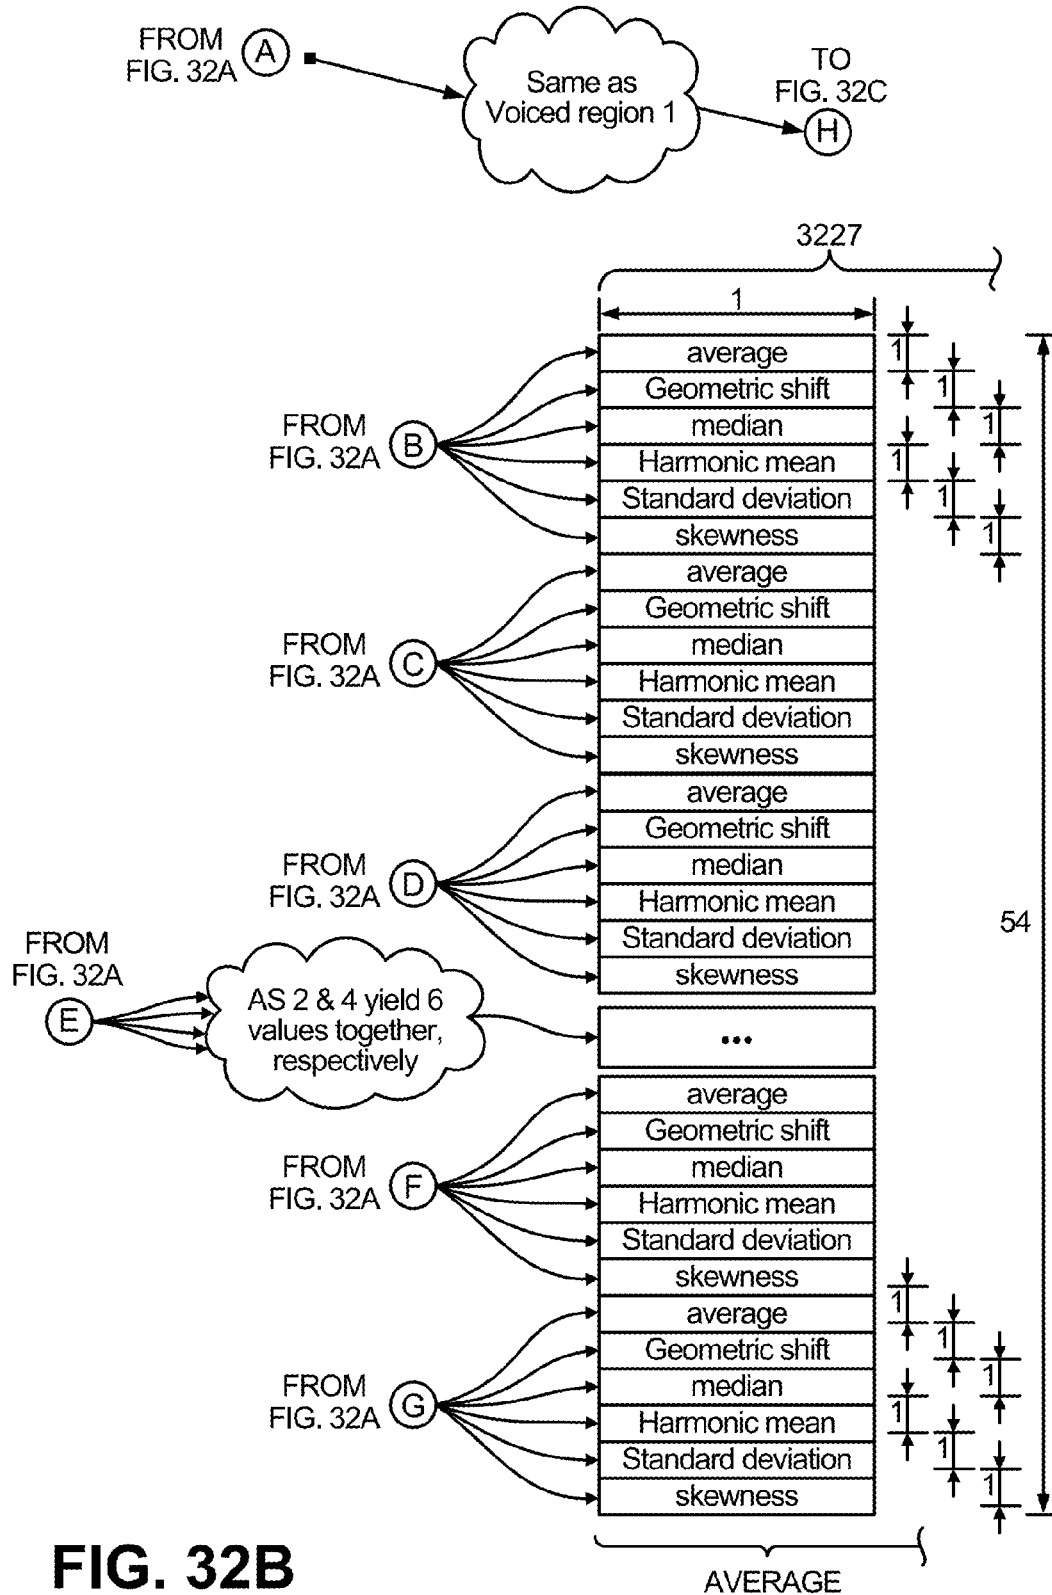 FROM
FIG. 32A
A
Same as
Voiced region 1
TO
FIG. 32C
H
3227
1
average
Geometric shift
median
Harmonic mean
Standard deviation
skewness
1
1
1
1
1
1
FROM
FIG. 32A
B
average
Geometric shift
median
Harmonic mean
Standard deviation
skewness
FROM
FIG. 32A
C
average
Geometric shift
median
Harmonic mean
Standard deviation
skewness
FROM
FIG. 32A
D
54
FROM
FIG. 32A
E
AS 2 & 4 yield 6
values together,
respectively
...
average
Geometric shift
median
Harmonic mean
Standard deviation
skewness
FROM
FIG. 32A
F
average
Geometric shift
median
Harmonic mean
Standard deviation
skewness
1
1
1
1
1
1
FROM
FIG. 32A
G
FIG. 32B
AVERAGE